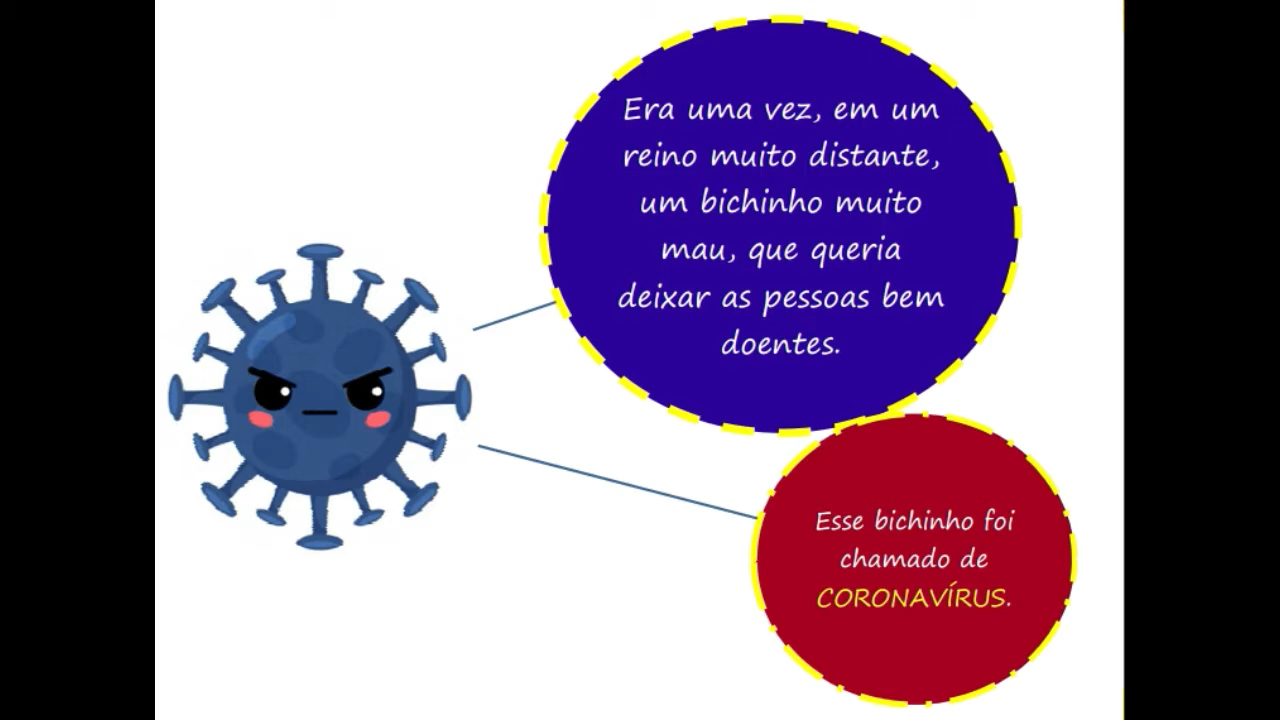 Era uma vez, em um
reino muito distante,
um bichinho muito
mau, que queria
deixar as pessoas bem
doentes.
Esse bichinho foi
chamado de
CORONAVÍRUS.